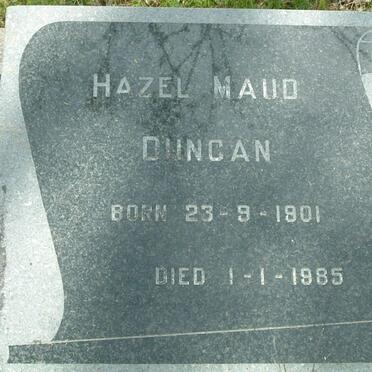 HAZEL MAUD
DUNCAN
BORN 23-9-1901
DIED 1-1-1985